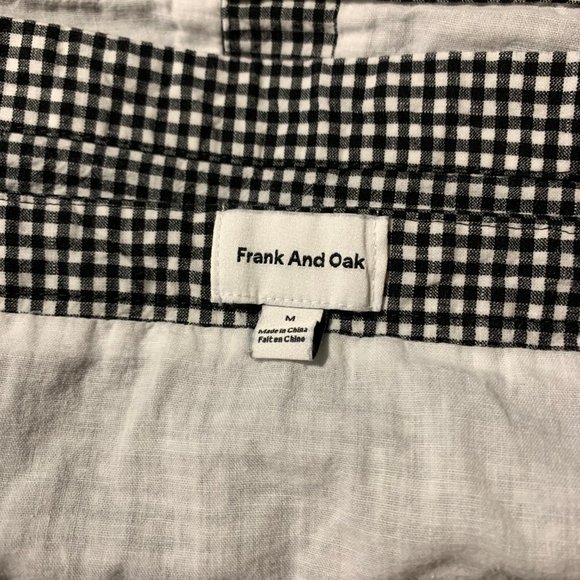 Frank And Oak
M
Made in China
Fait en Chine